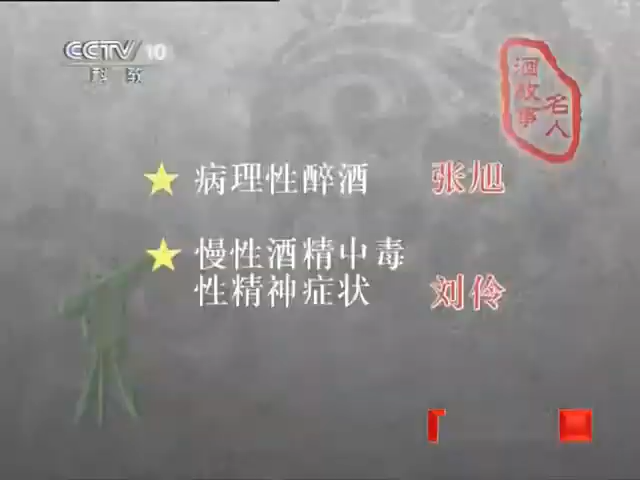 CCTV 10
科教
名人
酒故事
病理性醉酒 张旭
慢性酒精中毒
性精神症状 刘伶